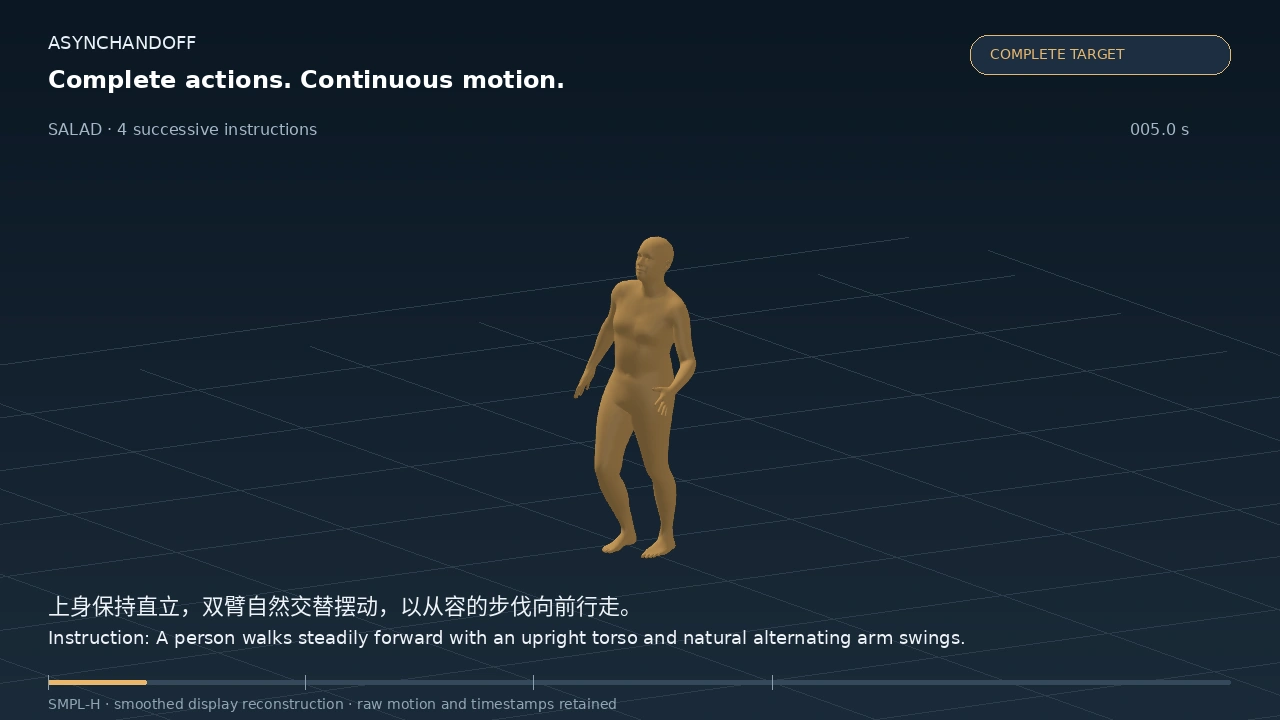 ASYNCHANDOFF
COMPLETE TARGET
Complete actions. Continuous motion.
SALAD · 4 successive instructions
005.0 s
上身保持直立，双臂自然交替摆动，以从容的步伐向前行走。
Instruction: A person walks steadily forward with an upright torso and natural alternating arm swings.
SMPL-H · smoothed display reconstruction · raw motion and timestamps retained